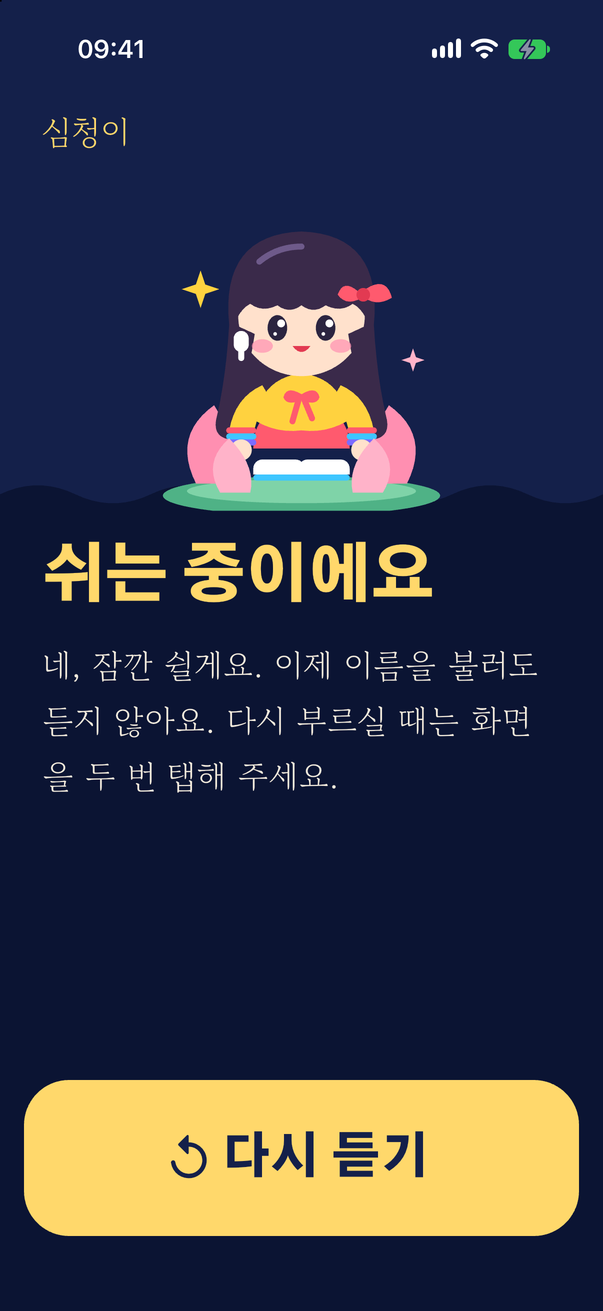 09:41
심청이
쉬는 중이에요
네, 잠깐 쉴게요. 이제 이름을 불러도
듣지 않아요. 다시 부르실 때는 화면
을 두 번 탭해 주세요.
다시 듣기